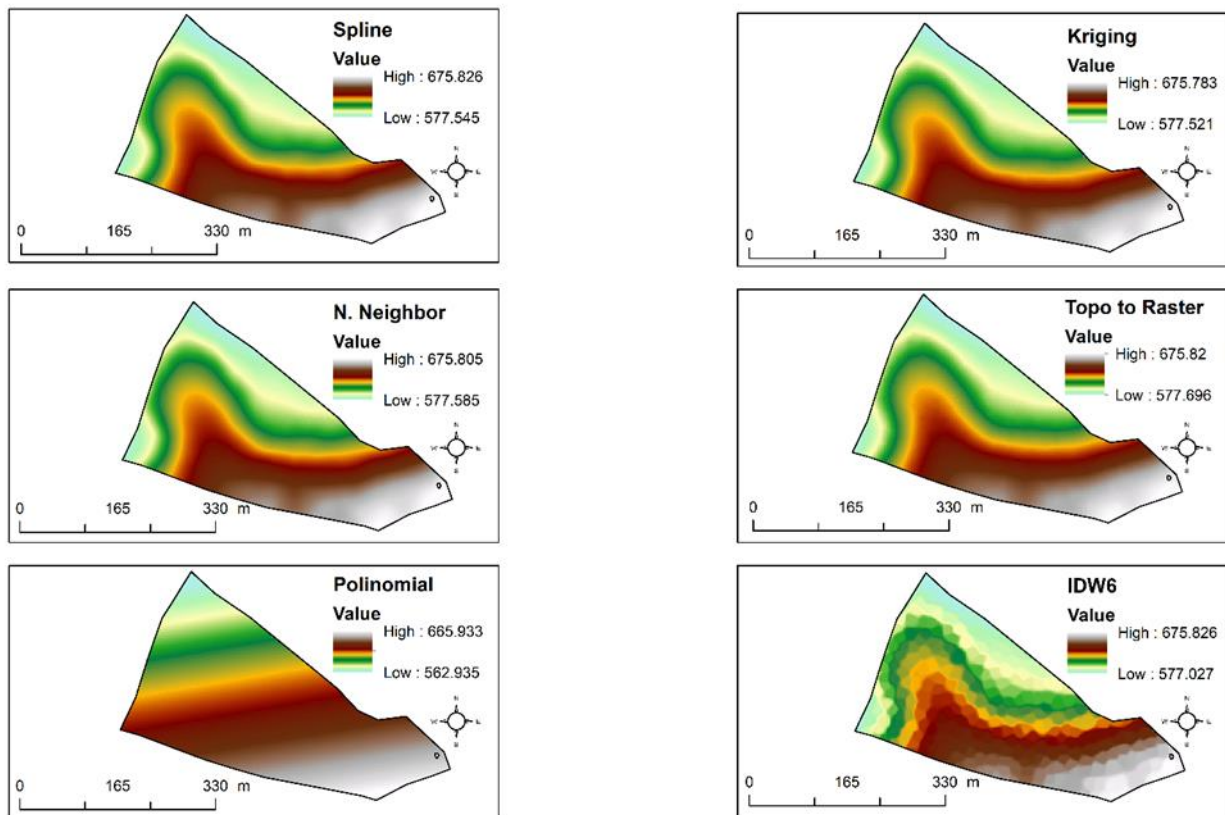 Spline
Value
High : 675.826
Low : 577.545
N
W E
S
0 165 330 m
Kriging
Value
High : 675.783
Low : 577.521
N
W E
S
0 165 330 m
N. Neighbor
Value
High : 675.805
Low : 577.585
N
W E
S
0 165 330 m
Topo to Raster
Value
High : 675.82
Low : 577.696
N
W E
S
0 165 330 m
Polinomial
Value
High : 665.933
Low : 562.935
N
W E
S
0 165 330 m
IDW6
Value
High : 675.826
Low : 577.027
N
W E
S
0 165 330 m